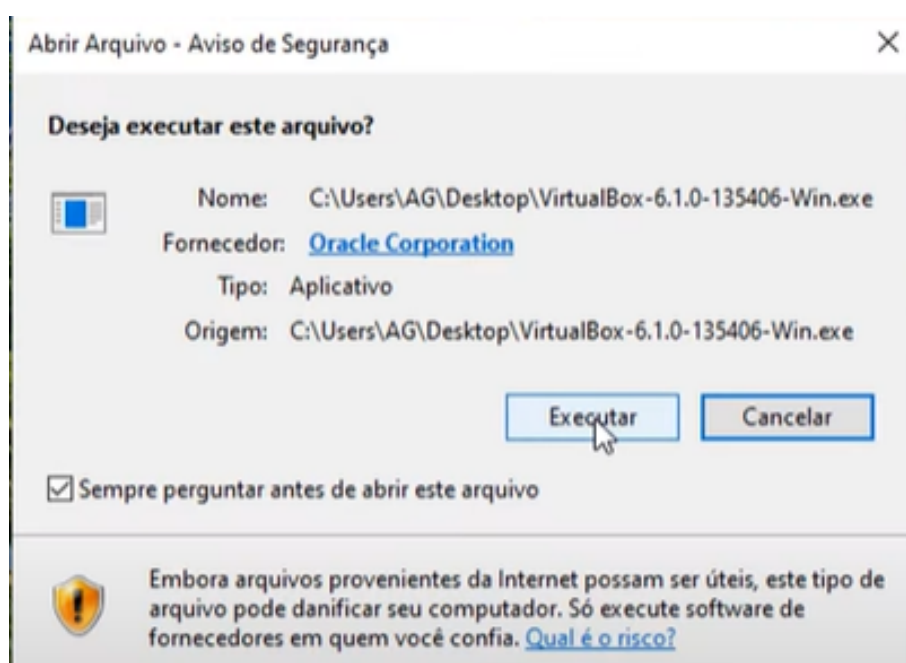 Abrir Arquivo - Aviso de Segurança
Deseja executar este arquivo?
Nome: C:\Users\AG\Desktop\VirtualBox-6.1.0-135406-Win.exe
Fornecedor: Oracle Corporation
Tipo: Aplicativo
Origem: C:\Users\AG\Desktop\VirtualBox-6.1.0-135406-Win.exe
Executar Cancelar
Sempre perguntar antes de abrir este arquivo
Embora arquivos provenientes da Internet possam ser úteis, este tipo de
arquivo pode danificar seu computador. Só execute software de
fornecedores em quem você confia. Qual é o risco?